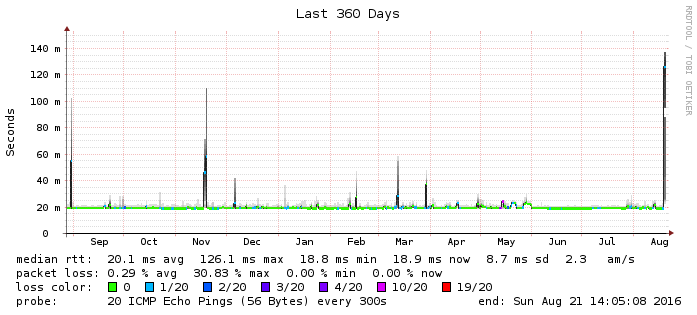 Last 360 Days
RRDTOOL / TOBI OETIKER
Seconds
140 m
120 m
100 m
80 m
60 m
40 m
20 m
0
Sep Oct Nov Dec Jan Feb Mar Apr May Jun Jul Aug
median rtt: 20.1 ms avg 126.1 ms max 18.8 ms min 18.9 ms now 8.7 ms sd 2.3 am/s
packet loss: 0.29 % avg 30.83 % max 0.00 % min 0.00 % now
loss color: 0 1/20 2/20 3/20 4/20 10/20 19/20
probe: 20 ICMP Echo Pings (56 Bytes) every 300s end: Sun Aug 21 14:05:08 2016